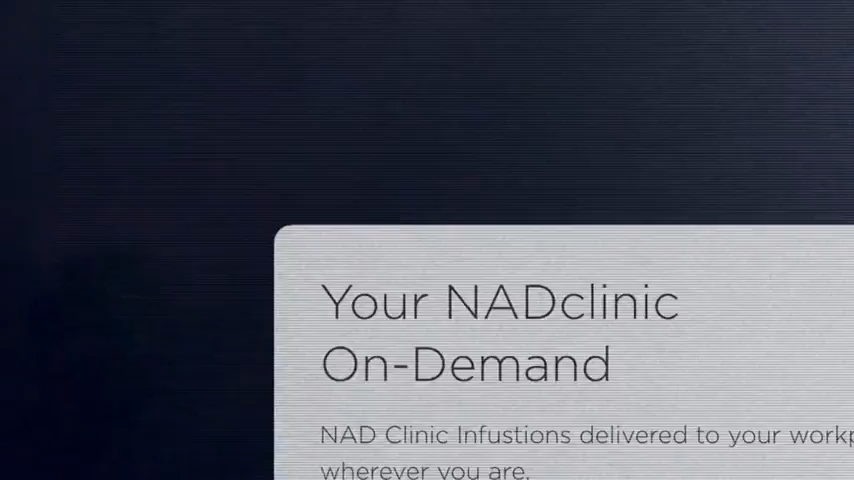 Your NADclinic
On-Demand
NAD Clinic Infustions delivered to your
wherever you are.